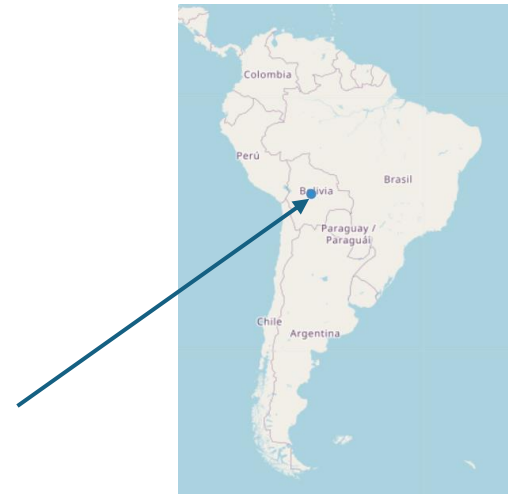 Colombia
Perú
Bolivia
Brasil
Paraguay /
Paraguái
Chile
Argentina